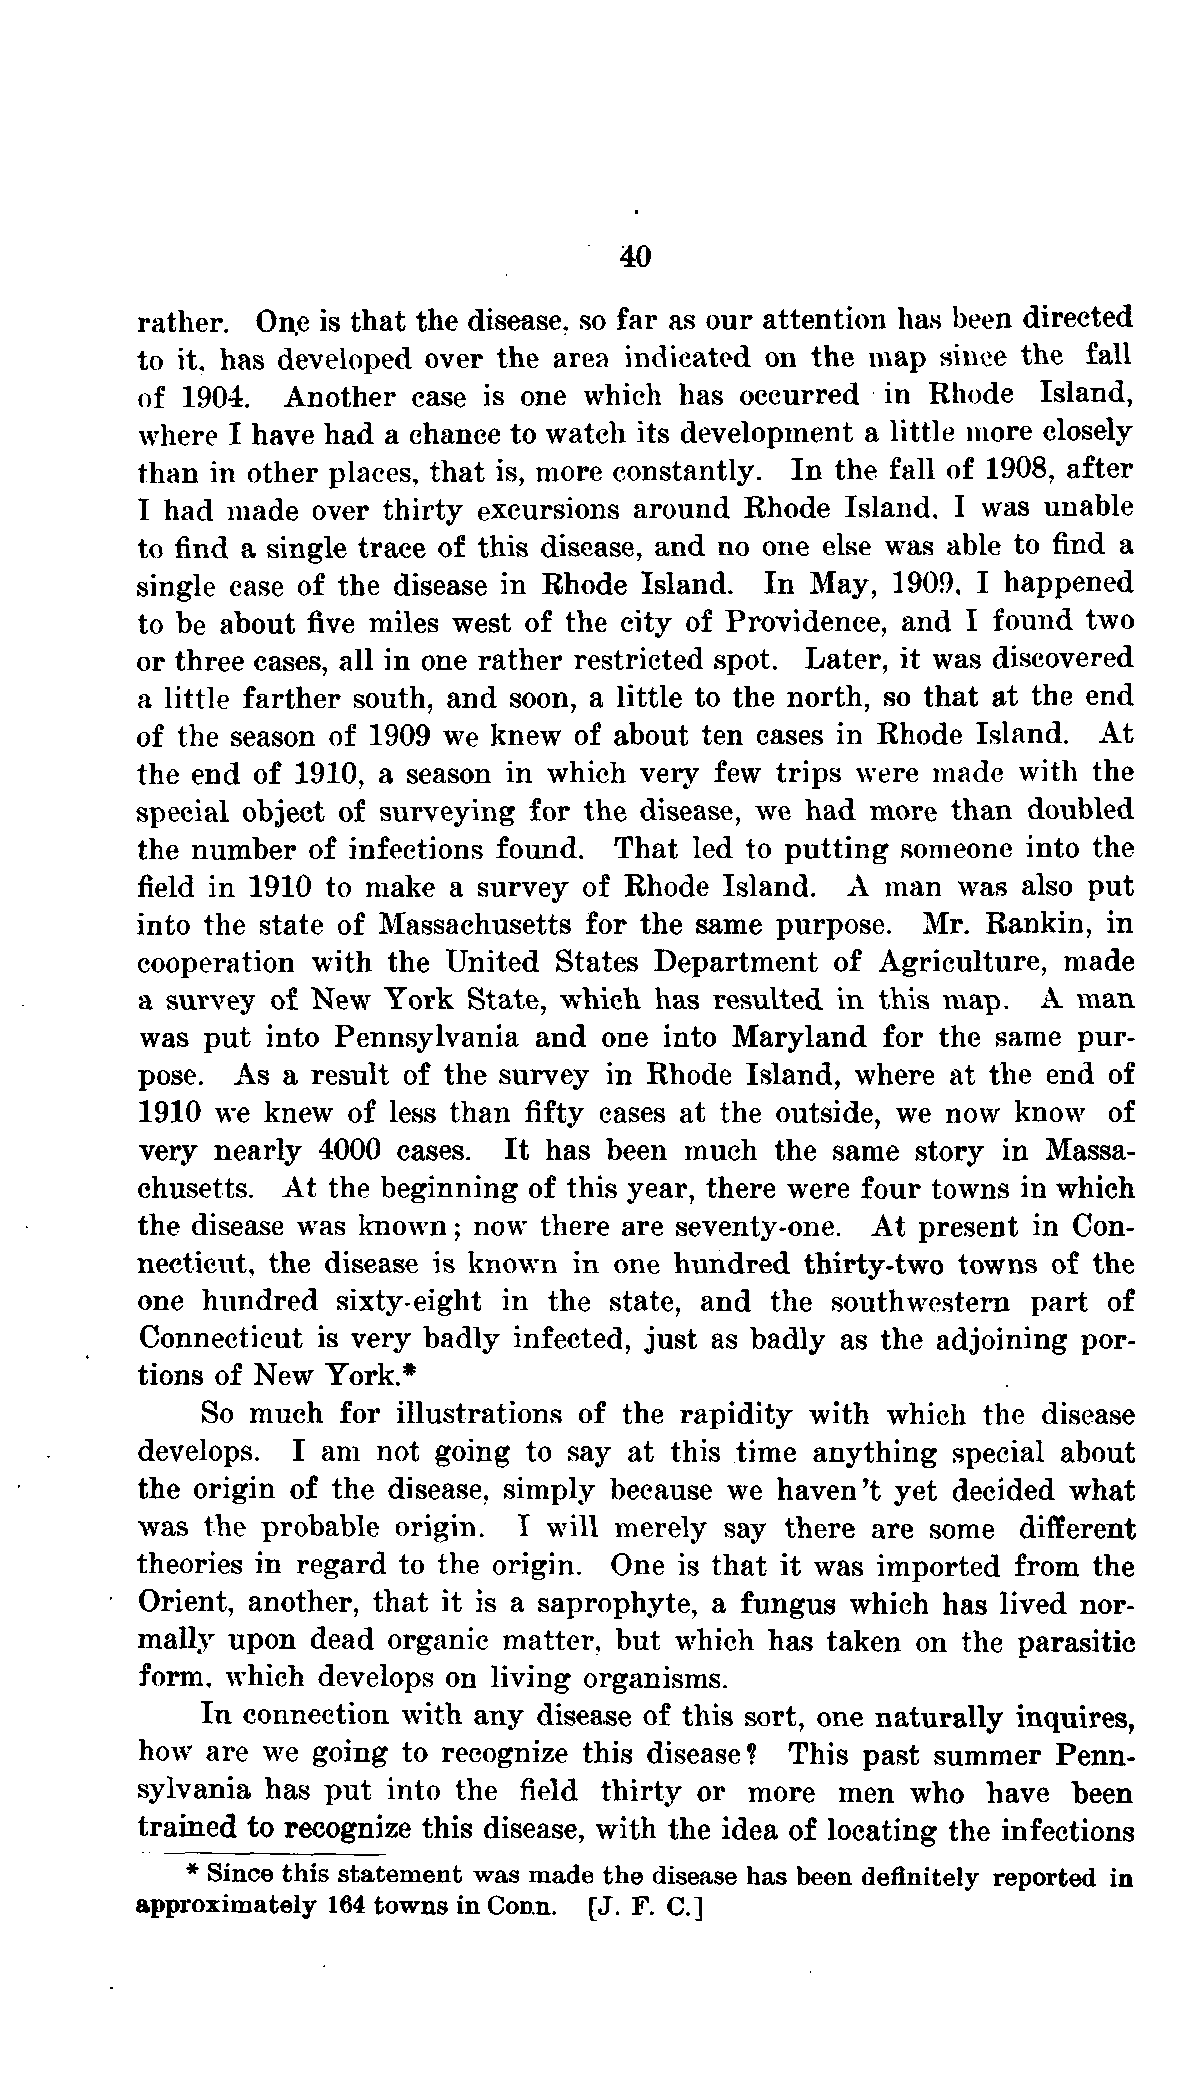 40
rather. One is that the disease, so far as our attention has been directed
to it, has developed over the area indicated on the map since the fall
of 1904. Another case is one which has occurred in Rhode Island,
where I have had a chance to watch its development a little more closely
than in other places, that is, more constantly. In the fall of 1908, after
I had made over thirty excursions around Rhode Island, I was unable
to find a single trace of this disease, and no one else was able to find a
single case of the disease in Rhode Island. In May, 1909, I happened
to be about five miles west of the city of Providence, and I found two
or three cases, all in one rather restricted spot. Later, it was discovered
a little farther south, and soon, a little to the north, so that at the end
of the season of 1909 we knew of about ten cases in Rhode Island. At
the end of 1910, a season in which very few trips were made with the
special object of surveying for the disease, we had more than doubled
the number of infections found. That led to putting someone into the
field in 1910 to make a survey of Rhode Island. A man was also put
into the state of Massachusetts for the same purpose. Mr. Rankin, in
cooperation with the United States Department of Agriculture, made
a survey of New York State, which has resulted in this map. A man
was put into Pennsylvania and one into Maryland for the same pur-
pose. As a result of the survey in Rhode Island, where at the end of
1910 we knew of less than fifty cases at the outside, we now know of
very nearly 4000 cases. It has been much the same story in Massa-
chusetts. At the beginning of this year, there were four towns in which
the disease was known; now there are seventy-one. At present in Con-
necticut, the disease is known in one hundred thirty-two towns of the
one hundred sixty-eight in the state, and the southwestern part of
Connecticut is very badly infected, just as badly as the adjoining por-
tions of New York.*
So much for illustrations of the rapidity with which the disease
develops. I am not going to say at this time anything special about
the origin of the disease, simply because we haven't yet decided what
was the probable origin. I will merely say there are some different
theories in regard to the origin. One is that it was imported from the
Orient, another, that it is a saprophyte, a fungus which has lived nor-
mally upon dead organic matter, but which has taken on the parasitic
form, which develops on living organisms.
In connection with any disease of this sort, one naturally inquires,
how are we going to recognize this disease? This past summer Penn-
sylvania has put into the field thirty or more men who have been
trained to recognize this disease, with the idea of locating the infections
* Since this statement was made the disease has been definitely reported in
approximately 164 towns in Conn. [J. F. C.]